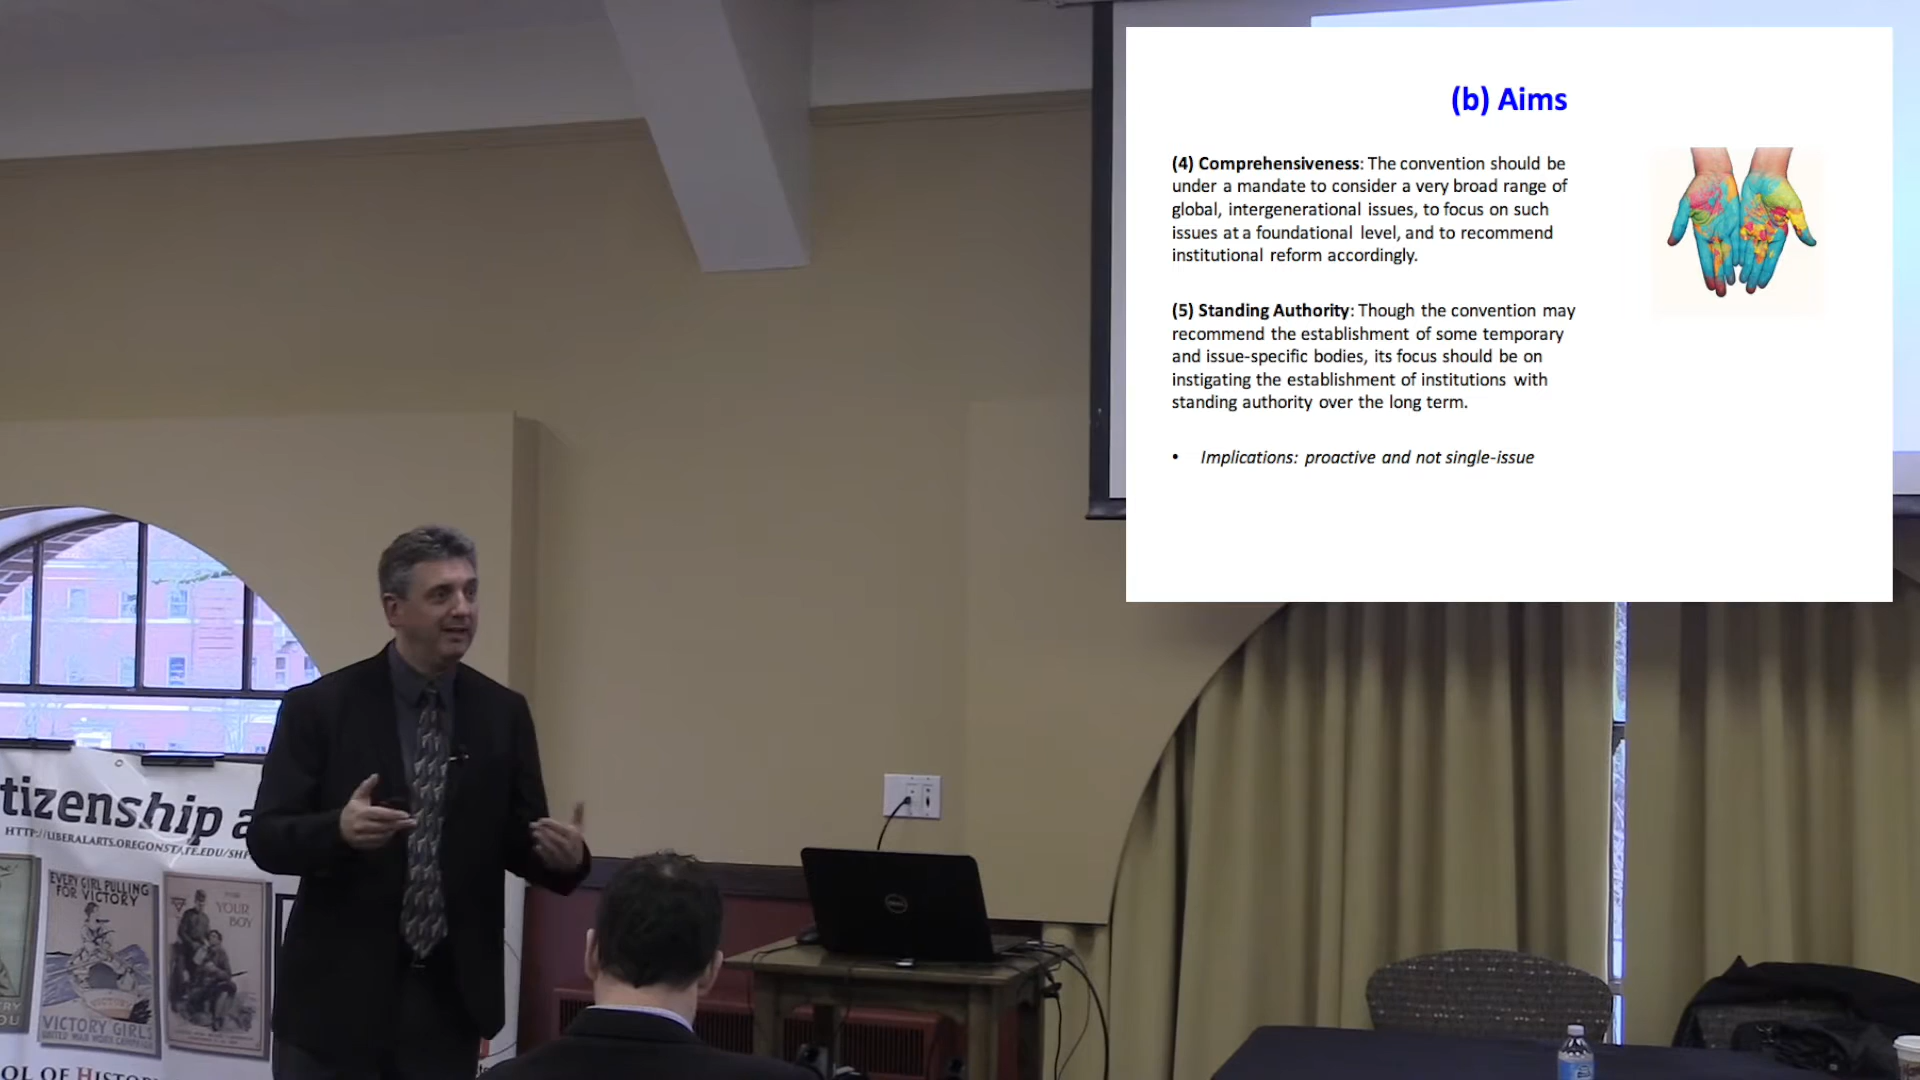 (b) Aims
(4) Comprehensiveness: The convention should be
under a mandate to consider a very broad range of
global, intergenerational issues, to focus on such
issues at a foundational level, and to recommend
institutional reform accordingly.
(5) Standing Authority: Though the convention may
recommend the establishment of some temporary
and issue-specific bodies, its focus should be on
instigating the establishment of institutions with
standing authority over the long term.
• Implications: proactive and not single-issue
tizenship a
HTTP://LIBERALARTS.OREGONSTATE.EDU/SHP
EVERY GIRL PULLING
FOR VICTORY
VICTORY GIRLS
UNITED WAR WORK CAMPAIGN
YOUR
BOY
OL OF HISTOR
DELL